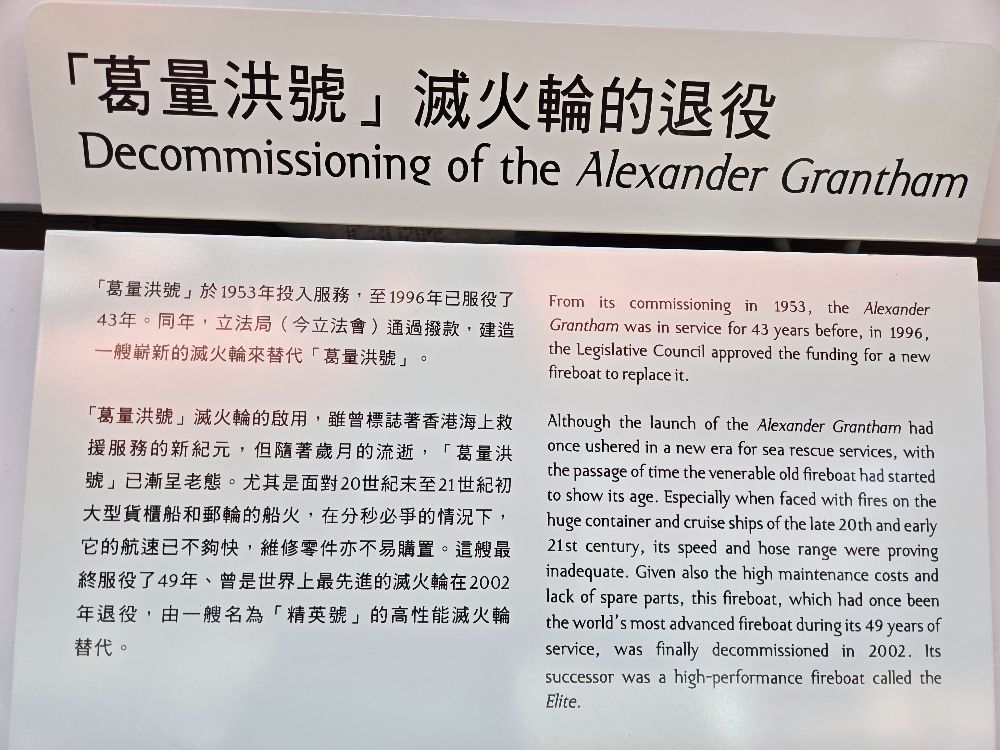 「葛量洪號」滅火輪的退役
Decommissioning of the Alexander Grantham
「葛量洪號」於1953年投入服務，至1996年已服役了
43年。同年，立法局（今立法會）通過撥款，建造
一艘嶄新的滅火輪來替代「葛量洪號」。
「葛量洪號」滅火輪的啟用，雖曾標誌著香港海上救
援服務的新紀元，但隨著歲月的流逝，「葛量洪
號」已漸呈老態。尤其是面對20世紀末至21世紀初
大型貨櫃船和郵輪的船火，在分秒必爭的情況下，
它的航速已不夠快，維修零件亦不易購置。這艘最
終服役了49年、曾是世界上最先進的滅火輪在2002
年退役，由一艘名為「精英號」的高性能滅火輪
替代。
From its commissioning in 1953, the Alexander
Grantham was in service for 43 years before, in 1996,
the Legislative Council approved the funding for a new
fireboat to replace it.
Although the launch of the Alexander Grantham had
once ushered in a new era for sea rescue services, with
the passage of time the venerable old fireboat had started
to show its age. Especially when faced with fires on the
huge container and cruise ships of the late 20th and early
21st century, its speed and hose range were proving
inadequate. Given also the high maintenance costs and
lack of spare parts, this fireboat, which had once been
the world's most advanced fireboat during its 49 years of
service, was finally decommissioned in 2002. Its
successor was a high-performance fireboat called the
Elite.